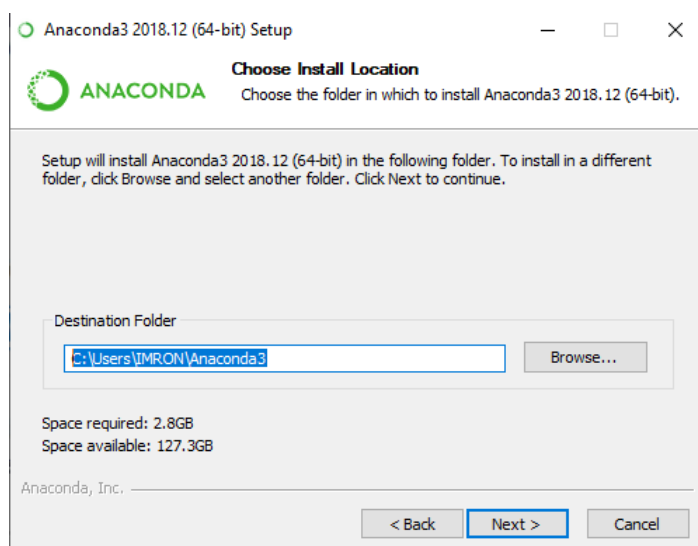 Anaconda3 2018.12 (64-bit) Setup
ANACONDA
Choose Install Location
Choose the folder in which to install Anaconda3 2018.12 (64-bit).
Setup will install Anaconda3 2018.12 (64-bit) in the following folder. To install in a different
folder, click Browse and select another folder. Click Next to continue.
Destination Folder
C:\Users\IMRON\Anaconda3
Browse...
Space required: 2.8GB
Space available: 127.3GB
Anaconda, Inc.
< Back
Next >
Cancel